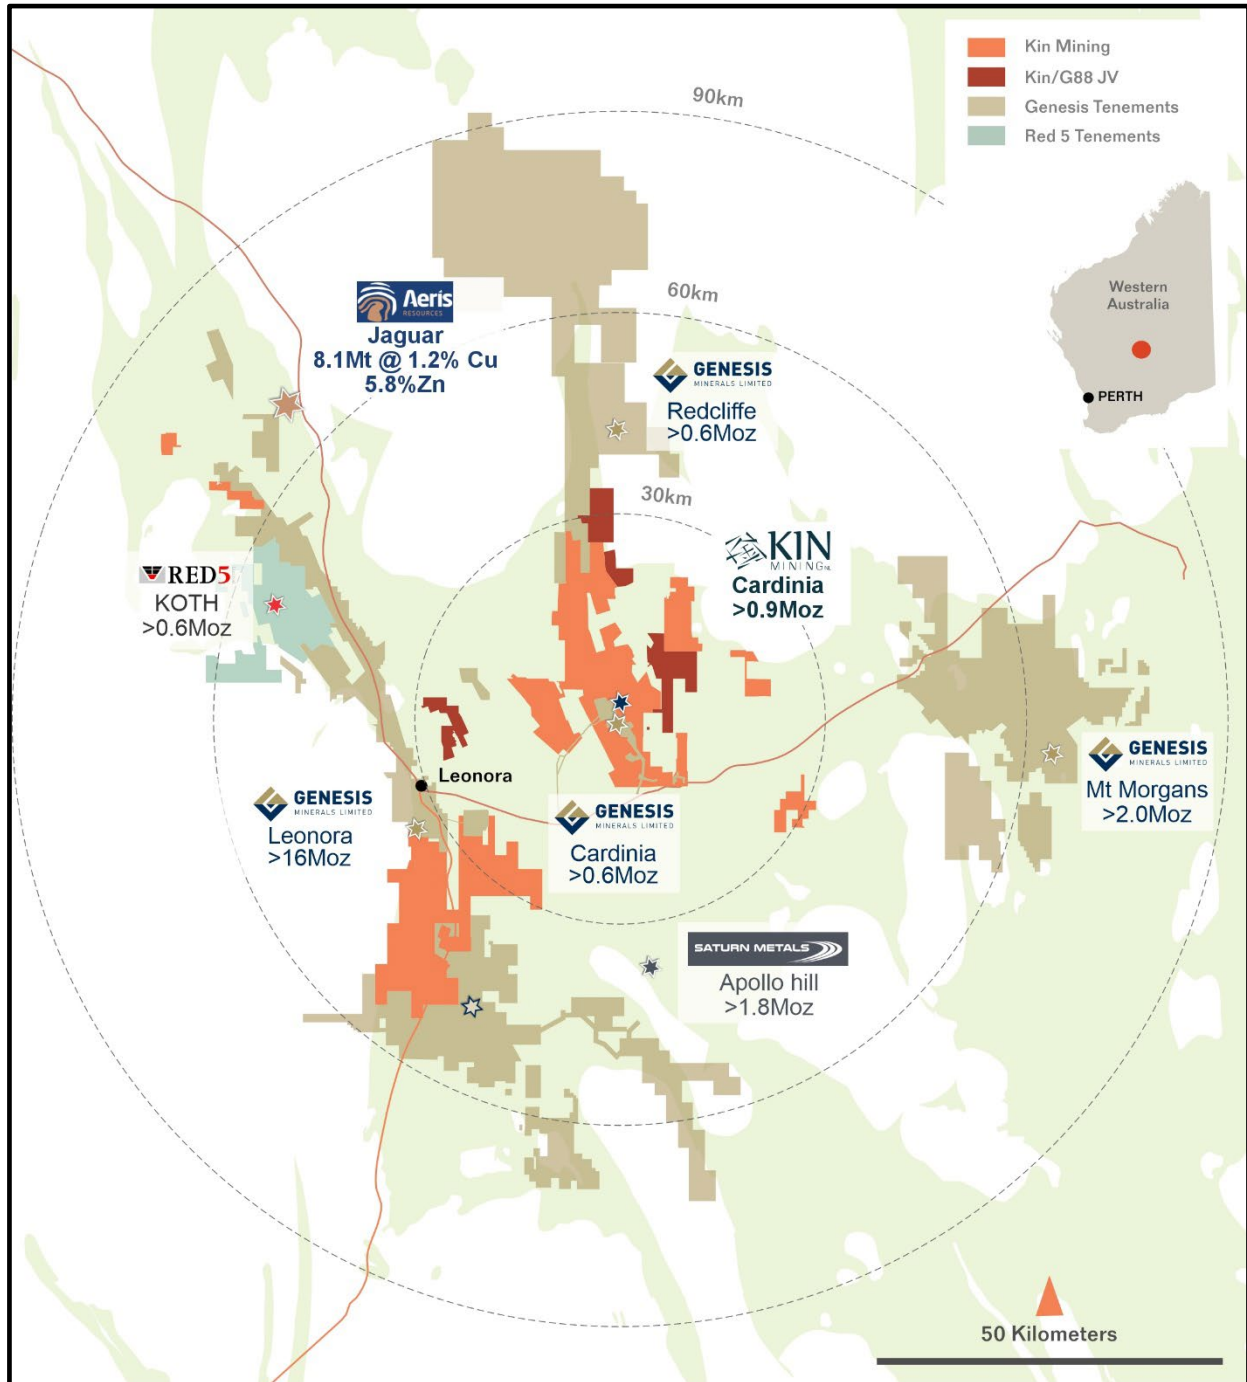 Kin Mining
Kin/G88 JV
Genesis Tenements
Red 5 Tenements
90km
Western
Australia
PERTH
60km
Aeris
RESOURCES
Jaguar
8.1Mt @ 1.2% Cu
5.8%Zn
GENESIS
MINERALS LIMITED
Redcliffe
>0.6Moz
30km
KIN
MINING NL
Cardinia
>0.9Moz
RED5
KOTH
>0.6Moz
Leonora
GENESIS
MINERALS LIMITED
Mt Morgans
>2.0Moz
GENESIS
MINERALS LIMITED
Leonora
>16Moz
GENESIS
MINERALS LIMITED
Cardinia
>0.6Moz
SATURN METALS
Apollo hill
>1.8Moz
50 Kilometers